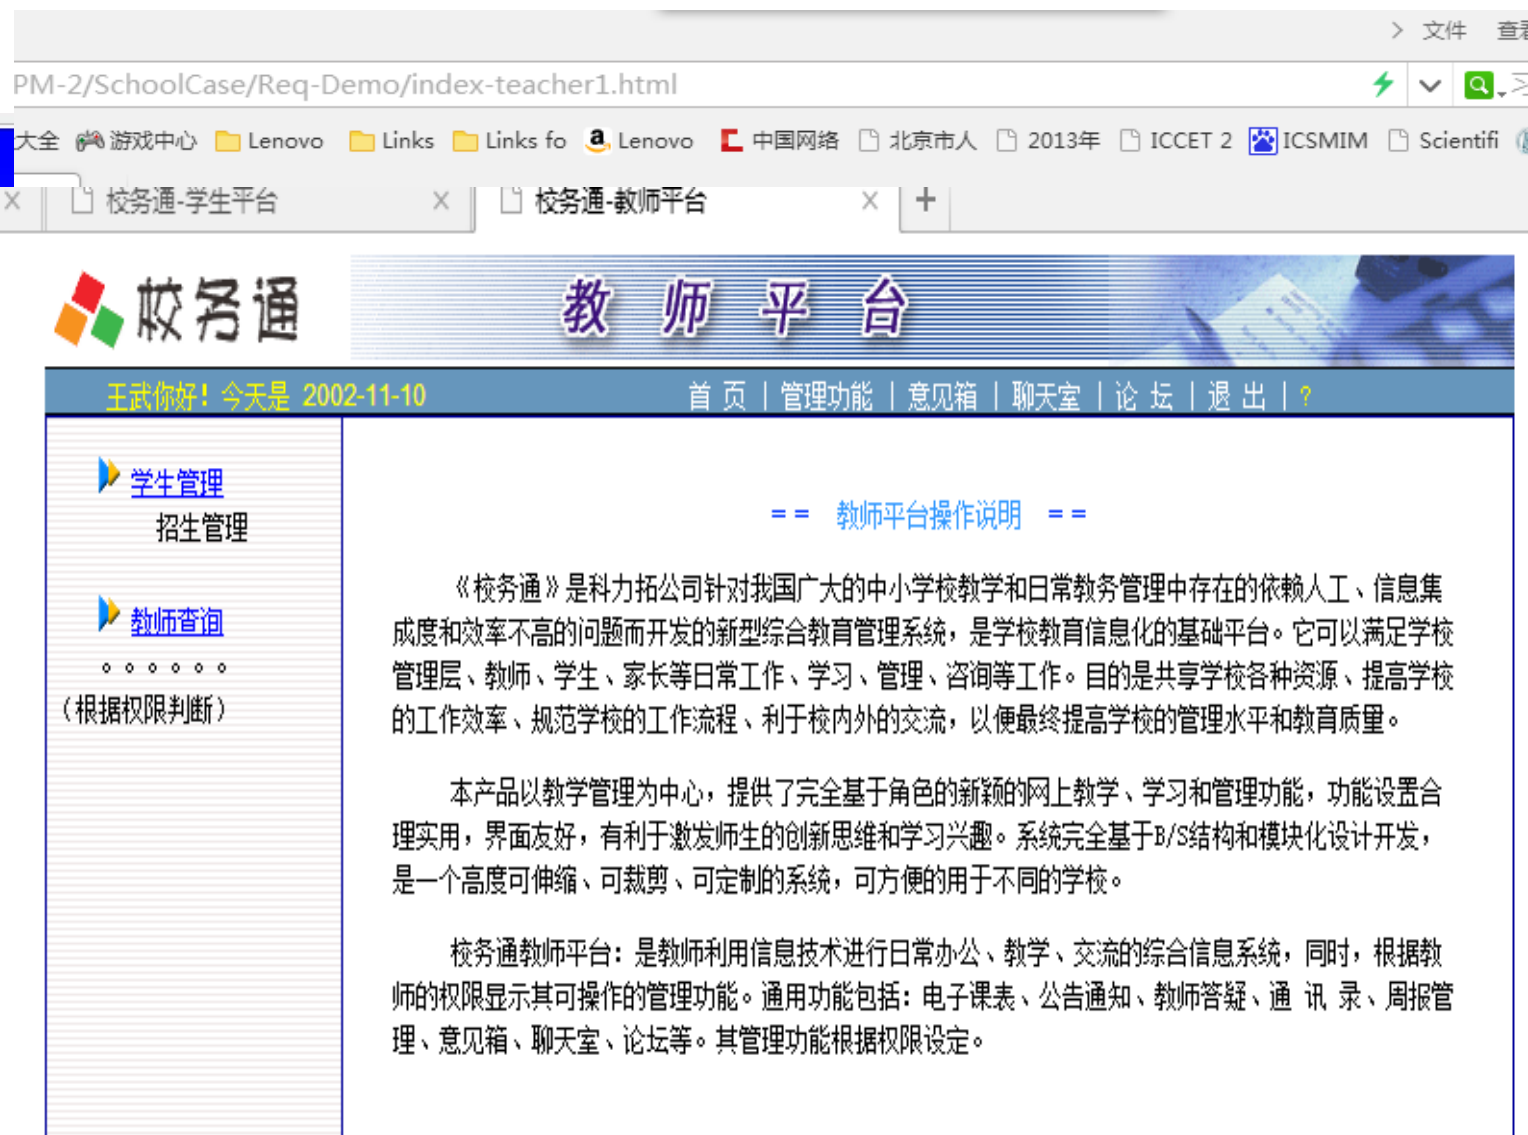 > 文件 查看
PM-2/SchoolCase/Req-Demo/index-teacher1.html
大全 游戏中心 Lenovo Links Links fo Lenovo 中国网络 北京市人 2013年 ICCET 2 ICSMIM Scientifi
校务通-学生平台 校务通-教师平台
校务通 教 师 平 台
王武你好! 今天是 2002-11-10 首 页 | 管理功能 | 意见箱 | 聊天室 | 论 坛 | 退 出 | ?
学生管理
招生管理
教师查询
。。。。。。
（根据权限判断）
== 教师平台操作说明 ==
《校务通》是科力拓公司针对我国广大的中小学校教学和日常教务管理中存在的依赖人工、信息集
成度和效率不高的问题而开发的新型综合教育管理系统，是学校教育信息化的基础平台。它可以满足学校
管理层、教师、学生、家长等日常工作、学习、管理、咨询等工作。目的是共享学校各种资源、提高学校
的工作效率、规范学校的工作流程、利于校内外的交流，以便最终提高学校的管理水平和教育质量。
本产品以教学管理为中心，提供了完全基于角色的新颖的网上教学、学习和管理功能，功能设置合
理实用，界面友好，有利于激发师生的创新思维和学习兴趣。系统完全基于B/S结构和模块化设计开发，
是一个高度可伸缩、可裁剪、可定制的系统，可方便的用于不同的学校。
校务通教师平台：是教师利用信息技术进行日常办公、教学、交流的综合信息系统，同时，根据教
师的权限显示其可操作的管理功能。通用功能包括：电子课表、公告通知、教师答疑、通 讯 录、周报管
理、意见箱、聊天室、论坛等。其管理功能根据权限设定。